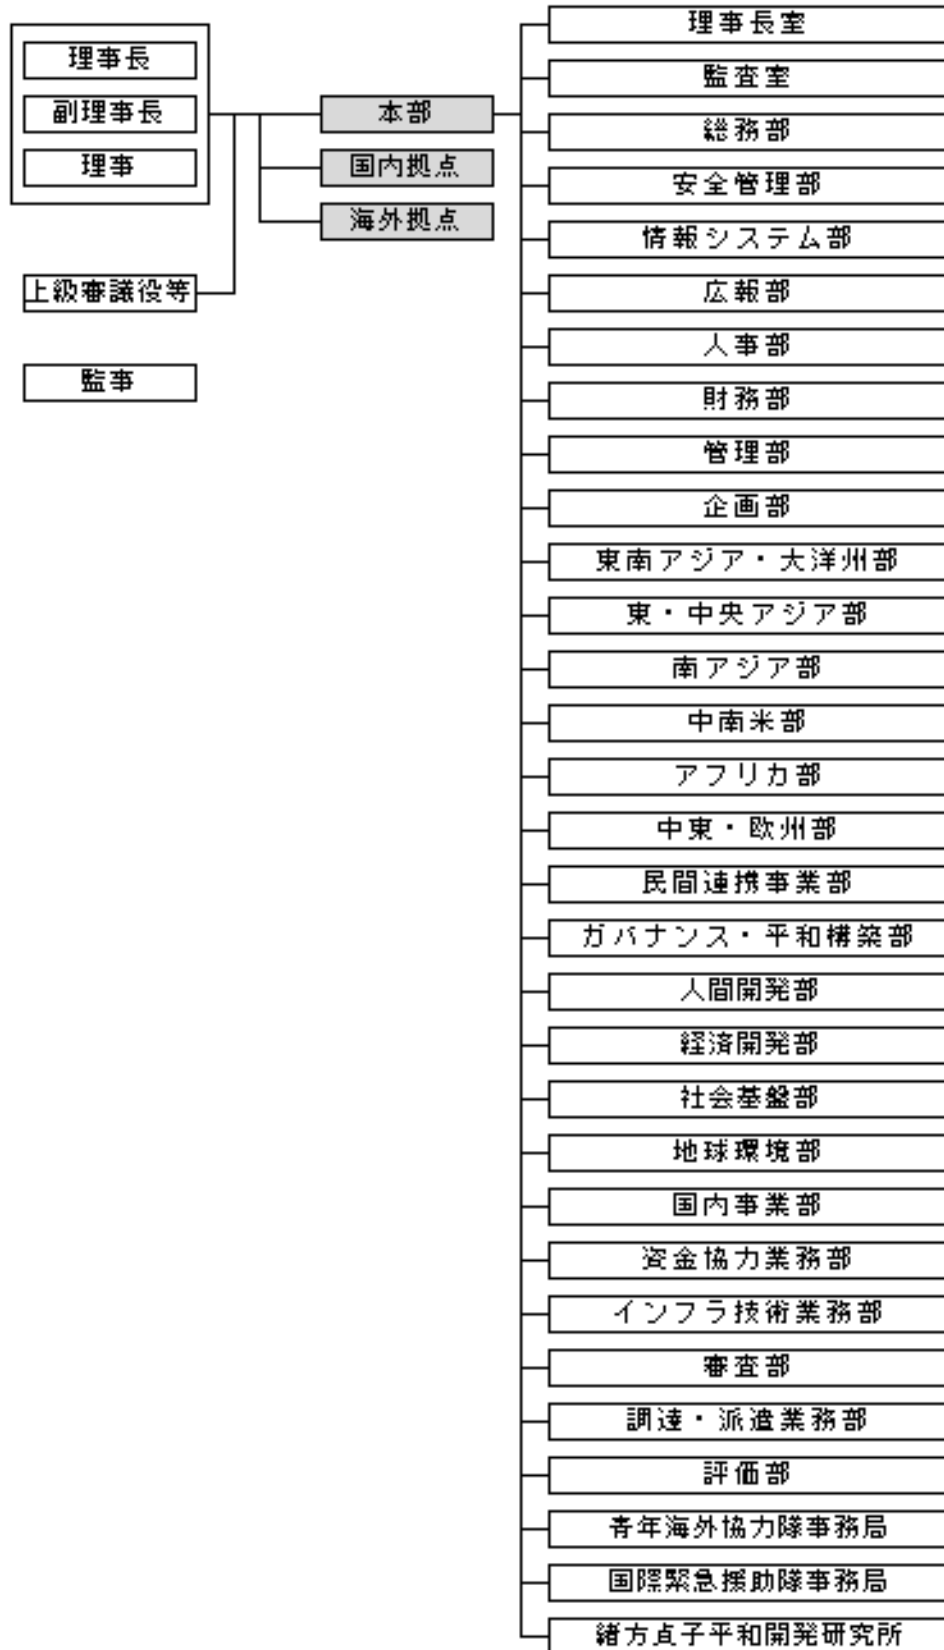 理事長
副理事長
理事
上級審議役等
監事
本部
国内拠点
海外拠点
理事長室
監査室
総務部
安全管理部
情報システム部
広報部
人事部
財務部
管理部
企画部
東南アジア・大洋州部
東・中央アジア部
南アジア部
中南米部
アフリカ部
中東・欧州部
民間連携事業部
ガバナンス・平和構築部
人間開発部
経済開発部
社会基盤部
地球環境部
国内事業部
資金協力業務部
インフラ技術業務部
審査部
調達・派遣業務部
評価部
青年海外協力隊事務局
国際緊急援助隊事務局
緒方貞子平和開発研究所